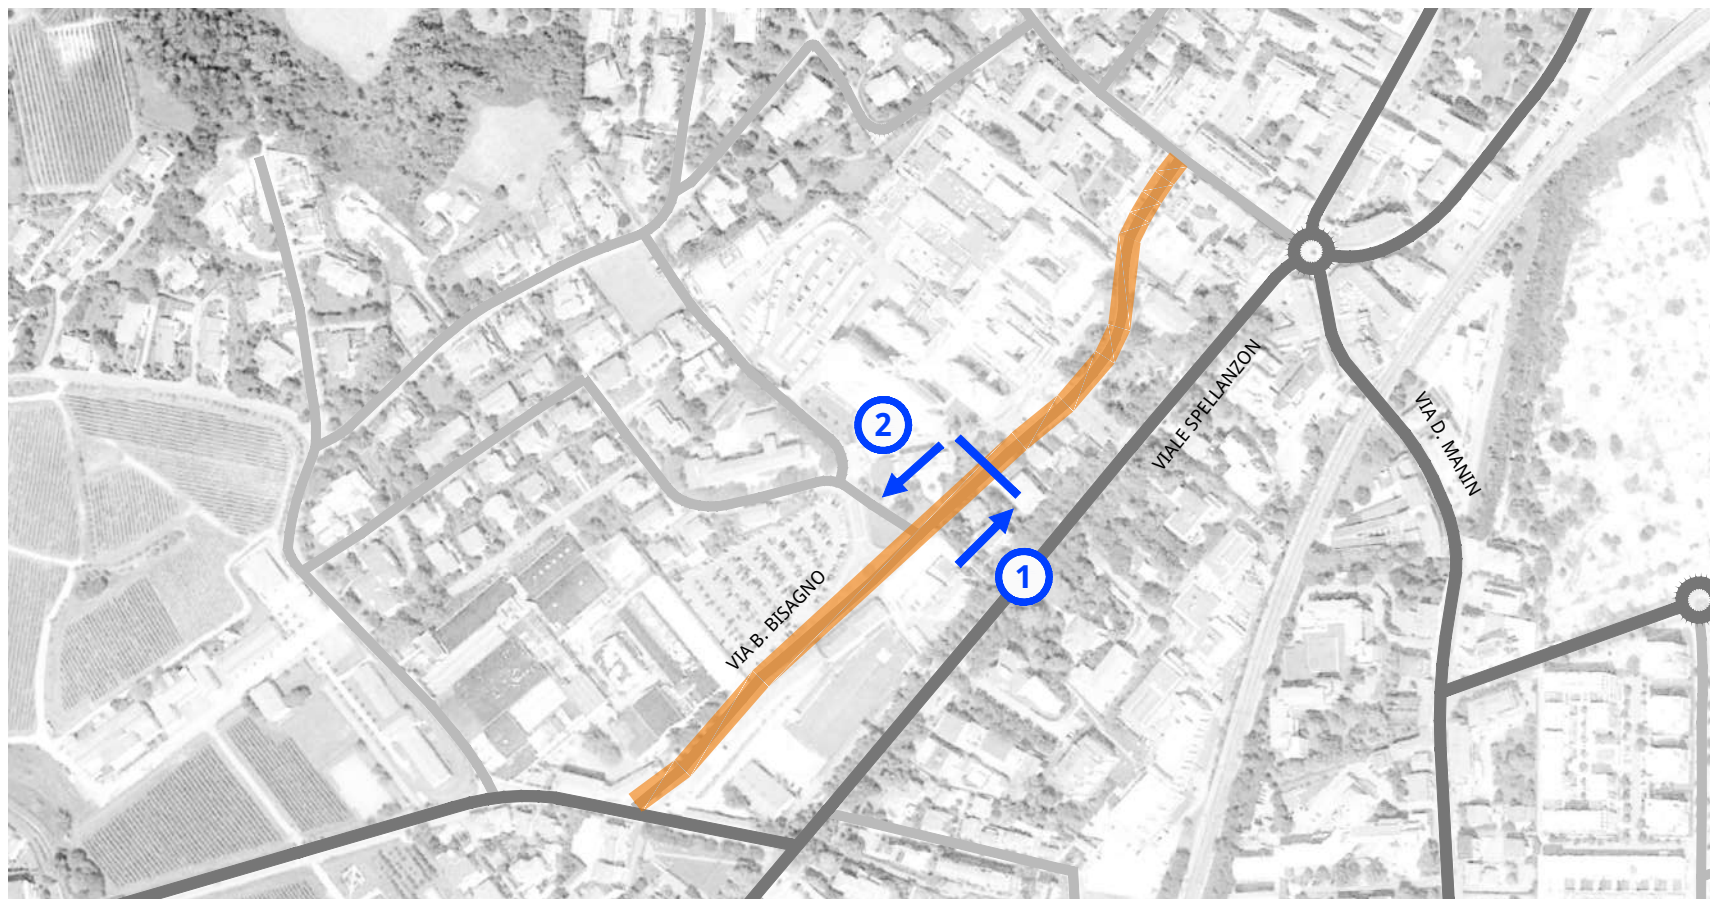 VIALE SPELLANZON
VIA D. MANIN
2
1
VIA B. BISAGNO